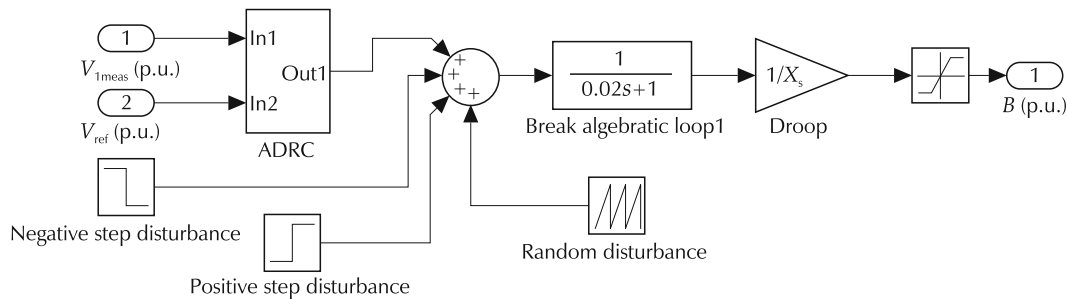 1
V1meas (p.u.)
2
Vref (p.u.)
In1
In2
Out1
ADRC
+
+
+
+
1
0.02s+1
Break algebratic loop1
1/Xs
Droop
1
B (p.u.)
Negative step disturbance
Positive step disturbance
Random disturbance